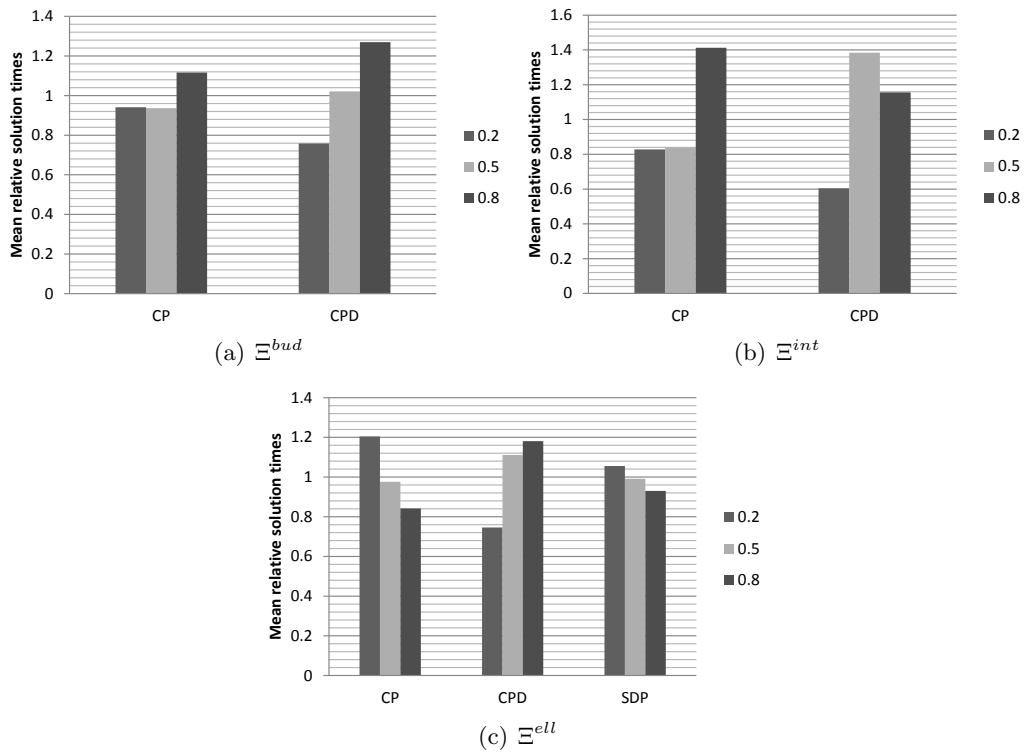 Mean relative solution times
1.4
1.2
1
0.8
0.6
0.4
0.2
0
CP
CPD
0.2
0.5
0.8
(a) Ξ^{bud}
Mean relative solution times
1.6
1.4
1.2
1
0.8
0.6
0.4
0.2
0
CP
CPD
0.2
0.5
0.8
(b) Ξ^{int}
Mean relative solution times
1.4
1.2
1
0.8
0.6
0.4
0.2
0
CP
CPD
SDP
0.2
0.5
0.8
(c) Ξ^{ell}